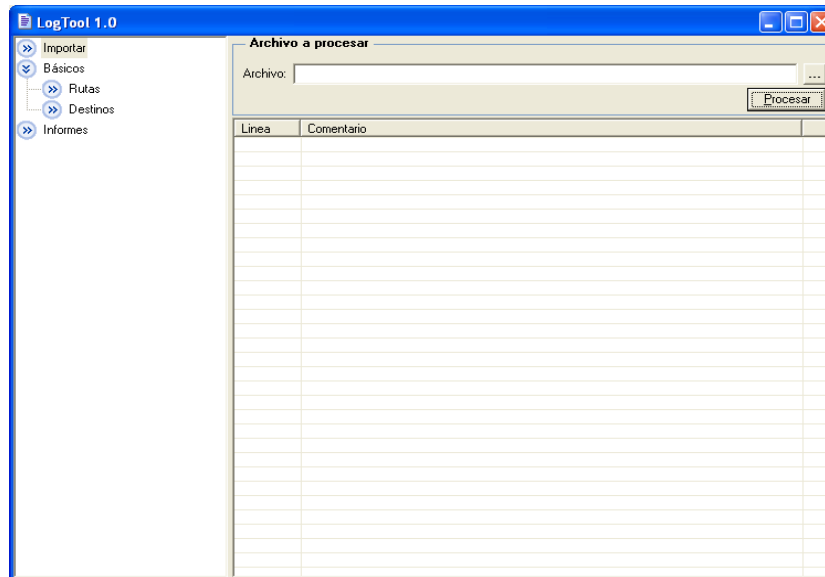 LogTool 1.0
Importar
Básicos
Rutas
Destinos
Informes
Archivo a procesar
Archivo:
...
Procesar
Linea Comentario